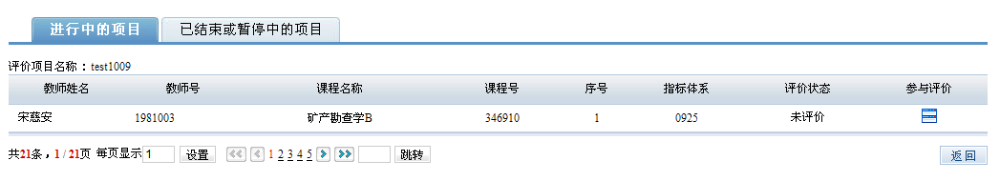 进行中的项目 已结束或暂停中的项目
评价项目名称：test1009
教师姓名 教师号 课程名称 课程号 序号 指标体系 评价状态 参与评价
宋慈安 1981003 矿产勘查学B 346910 1 0925 未评价
共21条，1 / 21页 每页显示 1 设置 1 2 3 4 5 跳转 返回